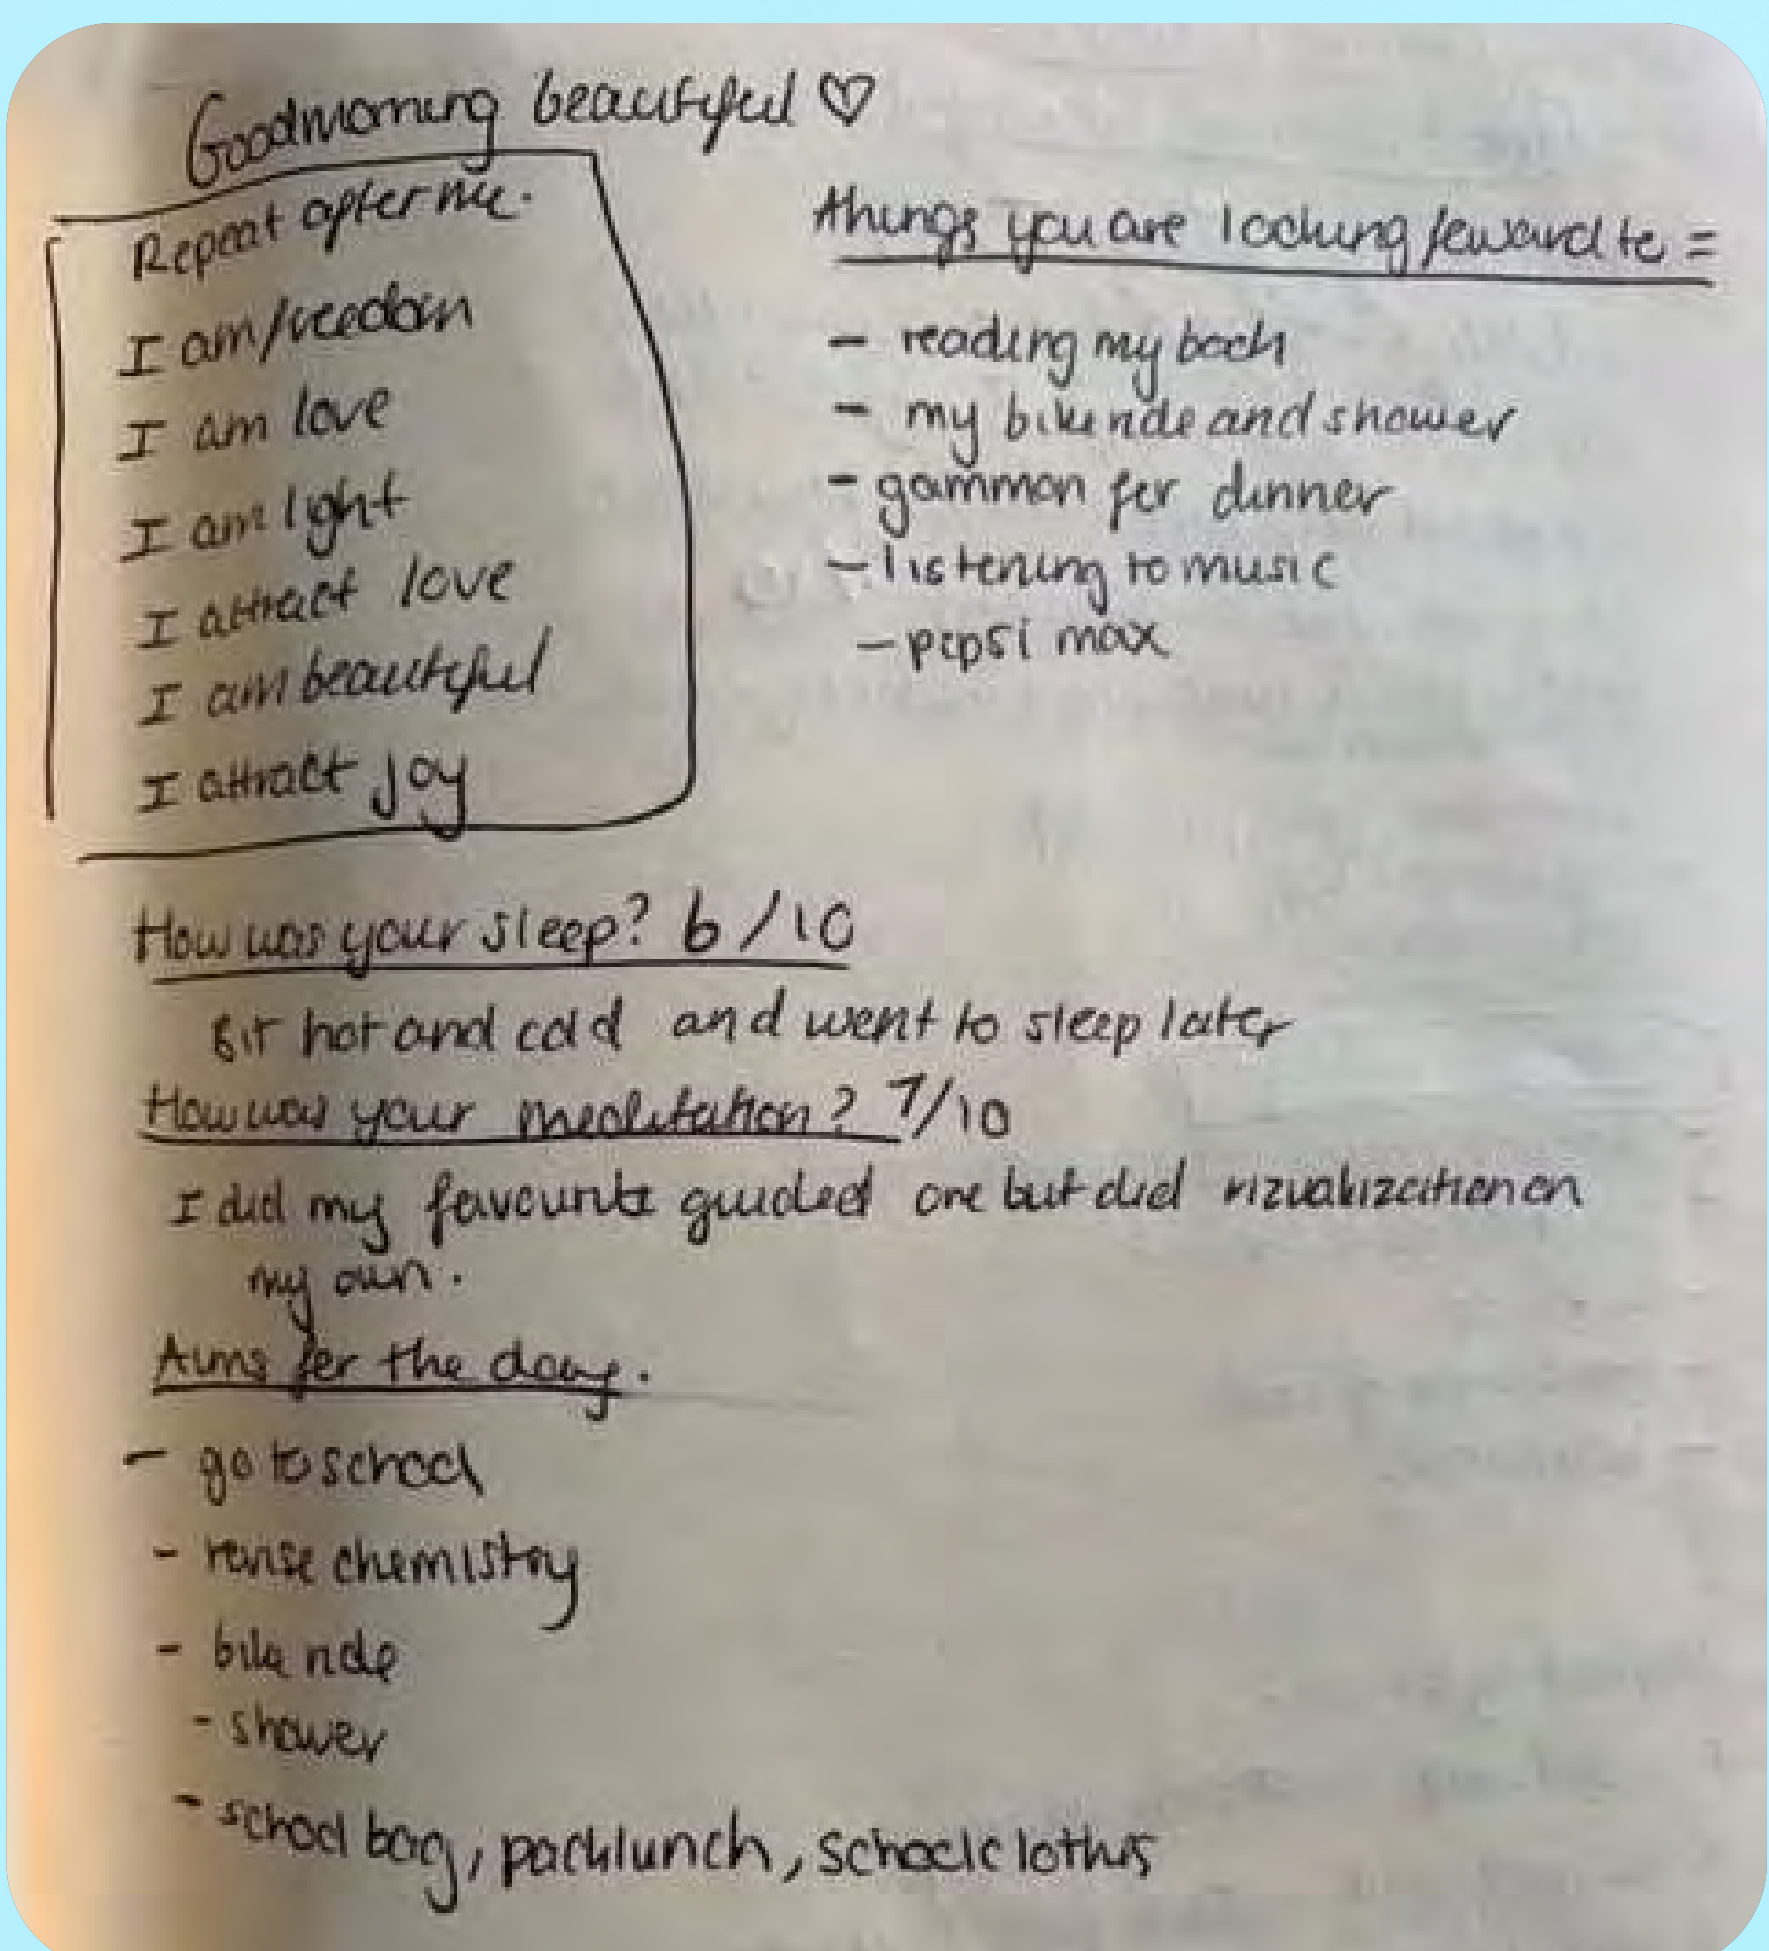 Goodmorning beautiful ♡
Repeat after me.
I am freedom
I am love
I am light
I attract love
I am beautiful
I attract joy
things you are looking forward to =
- reading my book
- my bike ride and shower
- gammon for dinner
- listening to music
- pepsi max
How was your sleep? 6/10
Bit hot and cold and went to sleep later
How was your meditation? 7/10
I did my favourite guided one but did vizualization on
my own.
Aims for the day.
- go to school
- revise chemistry
- bike ride
- shower
- school bag, pack lunch, school clothes